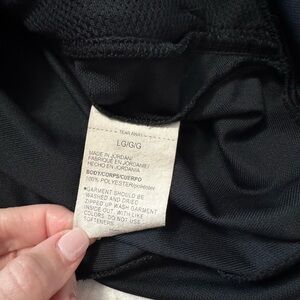 TEAR AWAY
LG/G/G
MADE IN JORDAN/
FABRIQUÉ EN JORDANIE/
HECHO EN JORDANIA
BODY/CORPS/CUERPO
100% POLYESTER/poliéster
•GARMENT SHOULD BE
WASHED AND DRIED
ZIPPED UP. WASH GARMENT
INSIDE OUT, WITH LIKE
COLORS. DO NOT USE
SOFTENERS.